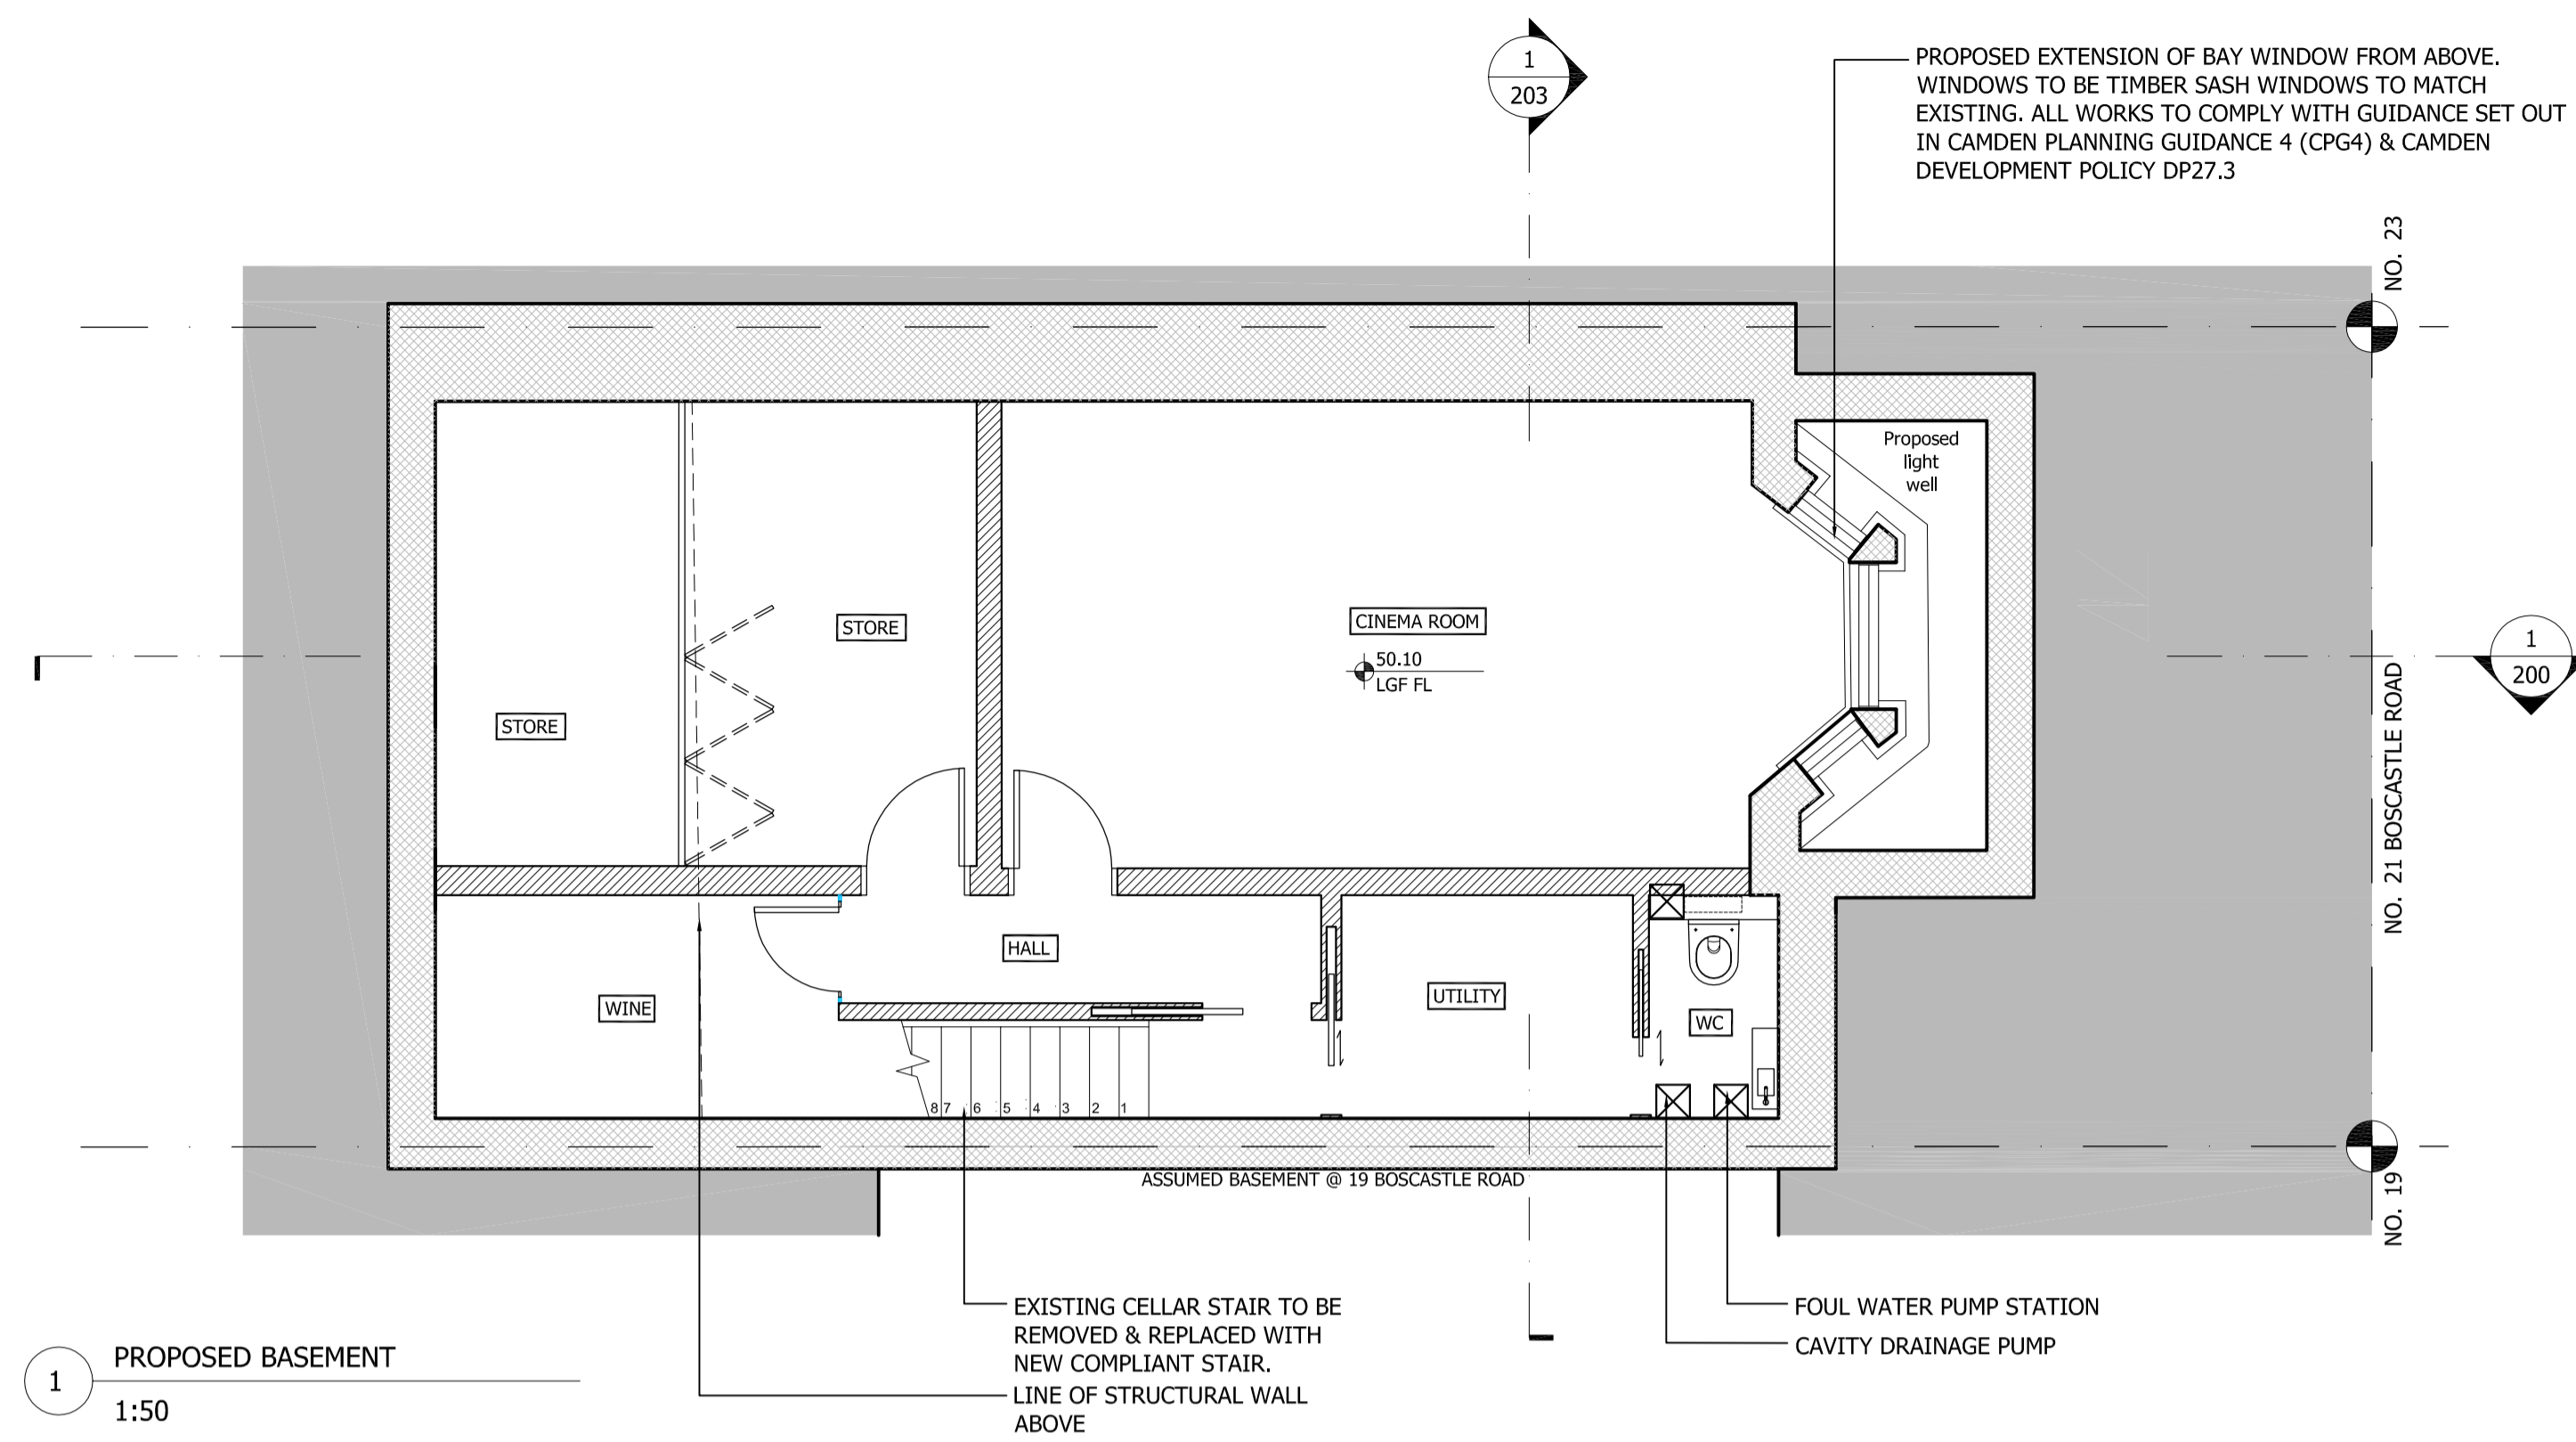 1
203
PROPOSED EXTENSION OF BAY WINDOW FROM ABOVE.
WINDOWS TO BE TIMBER SASH WINDOWS TO MATCH
EXISTING. ALL WORKS TO COMPLY WITH GUIDANCE SET OUT
IN CAMDEN PLANNING GUIDANCE 4 (CPG4) & CAMDEN
DEVELOPMENT POLICY DP27.3
NO. 23
Proposed
light
well
STORE
CINEMA ROOM
50.10
LGF FL
STORE
1
200
NO. 21 BOSCASTLE ROAD
HALL
WINE
UTILITY
WC
8 7 6 5 4 3 2 1
ASSUMED BASEMENT @ 19 BOSCASTLE ROAD
NO. 19
EXISTING CELLAR STAIR TO BE
REMOVED & REPLACED WITH
NEW COMPLIANT STAIR.
LINE OF STRUCTURAL WALL
ABOVE
FOUL WATER PUMP STATION
CAVITY DRAINAGE PUMP
1
PROPOSED BASEMENT
1:50